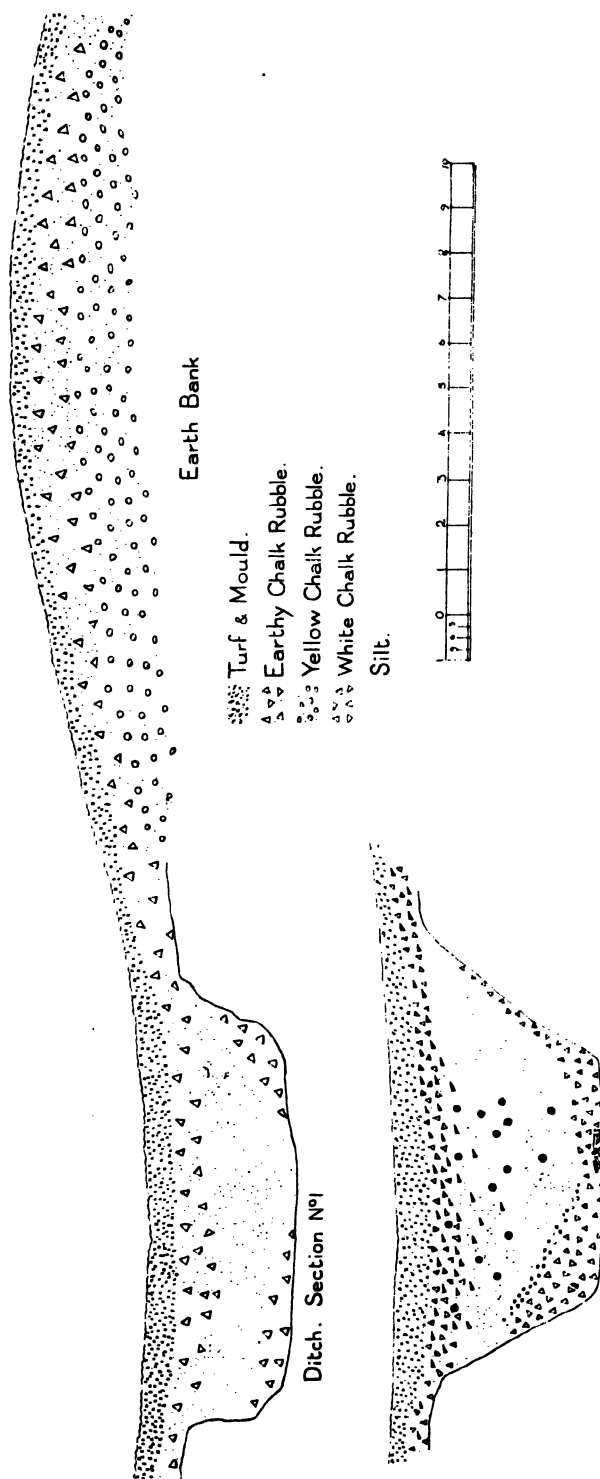 Earth Bank
Turf & Mould.
Earthy Chalk Rubble.
Yellow Chalk Rubble.
White Chalk Rubble.
Silt.
1 0 1 2 3 4 5 6 7 8 9 10
Ditch. Section Nº1